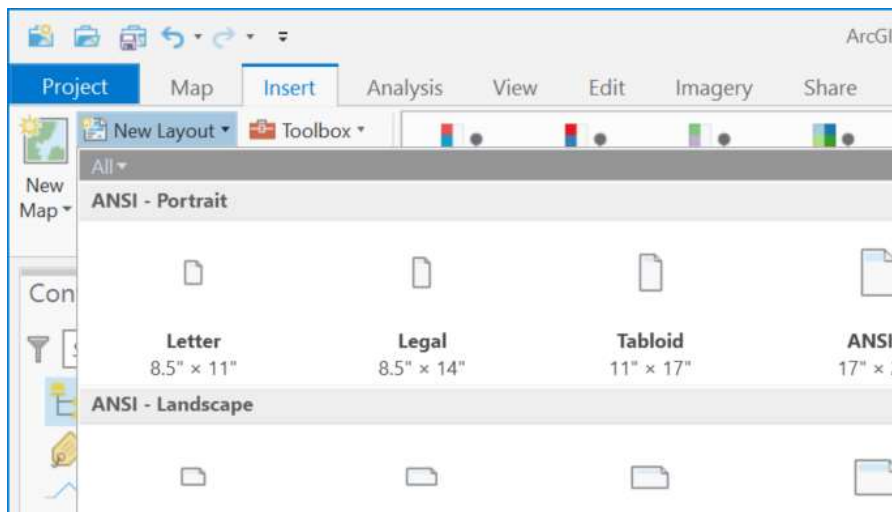 ArcGI
Project Map Insert Analysis View Edit Imagery Share
New Layout Toolbox
All
New
Map
ANSI - Portrait
Con
Letter Legal Tabloid ANSI
8.5" × 11" 8.5" × 14" 11" × 17" 17" ×
ANSI - Landscape